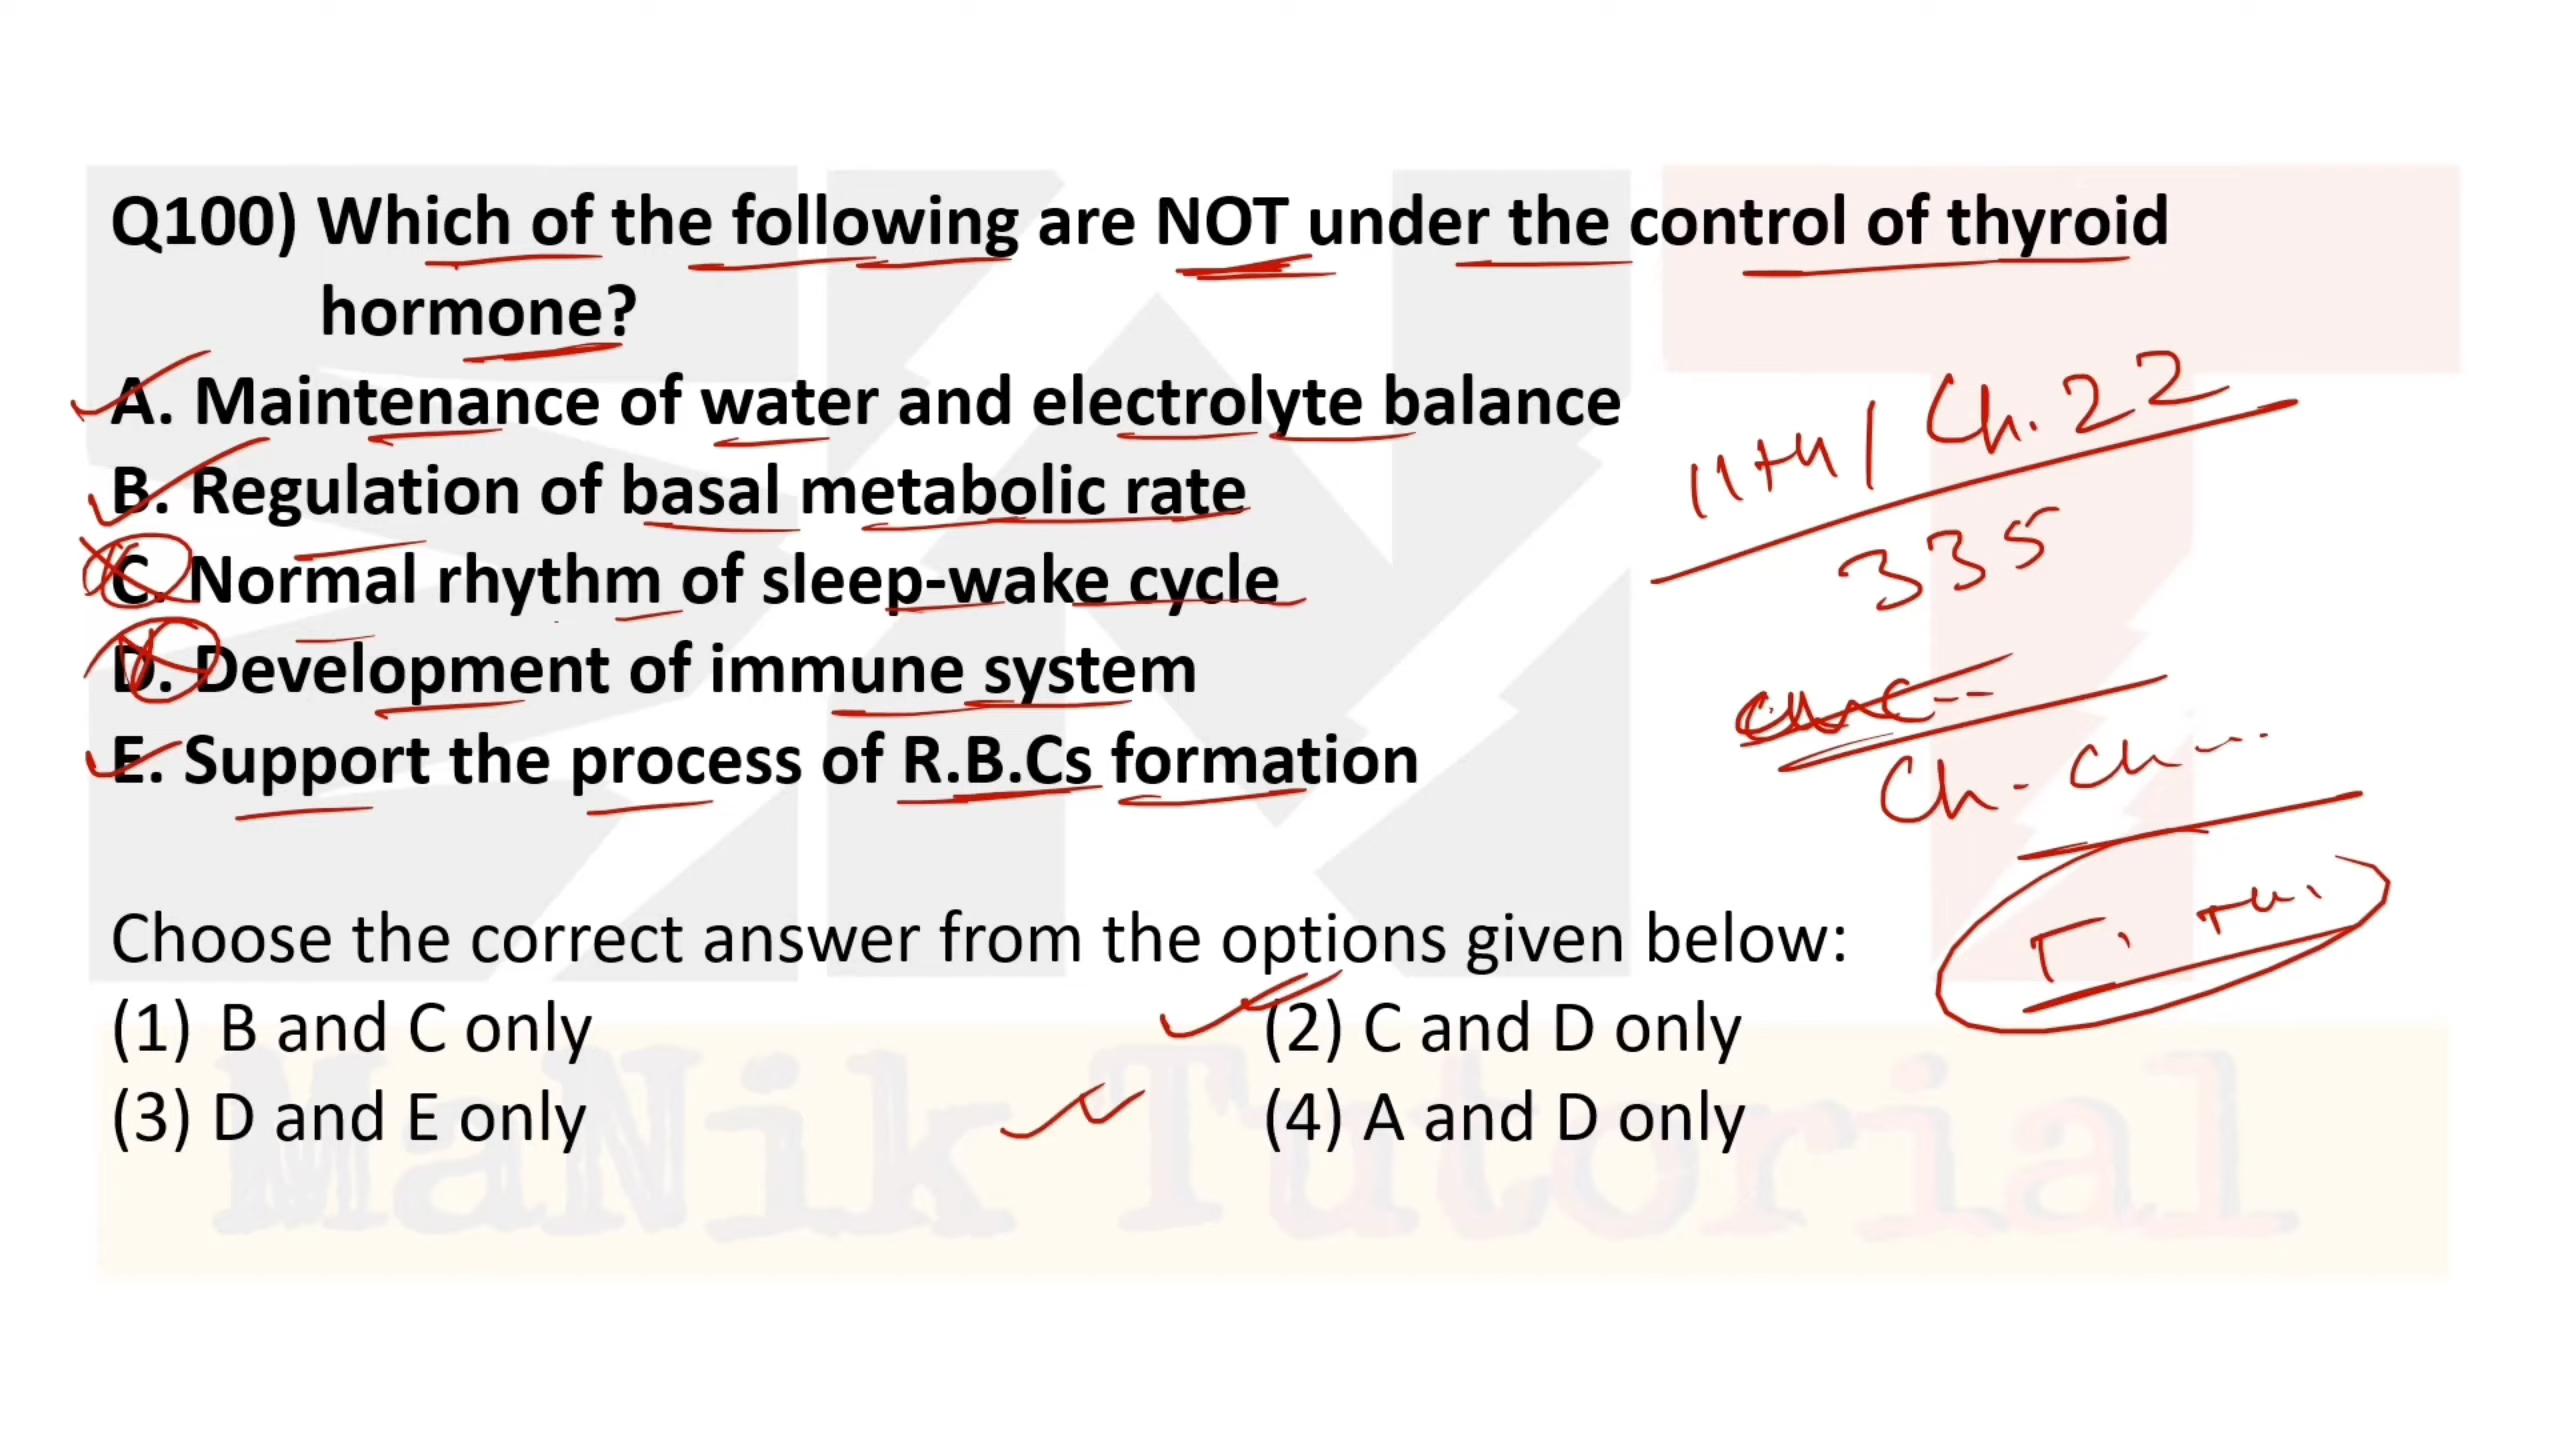 Q100) Which of the following are NOT under the control of thyroid
hormone?
A. Maintenance of water and electrolyte balance
B. Regulation of basal metabolic rate
C. Normal rhythm of sleep-wake cycle
D. Development of immune system
E. Support the process of R.B.Cs formation
11th / Ch. 22
335
Choose the correct answer from the options given below:
(1) B and C only
(2) C and D only
(3) D and E only
(4) A and D only
MaNik Tutorial